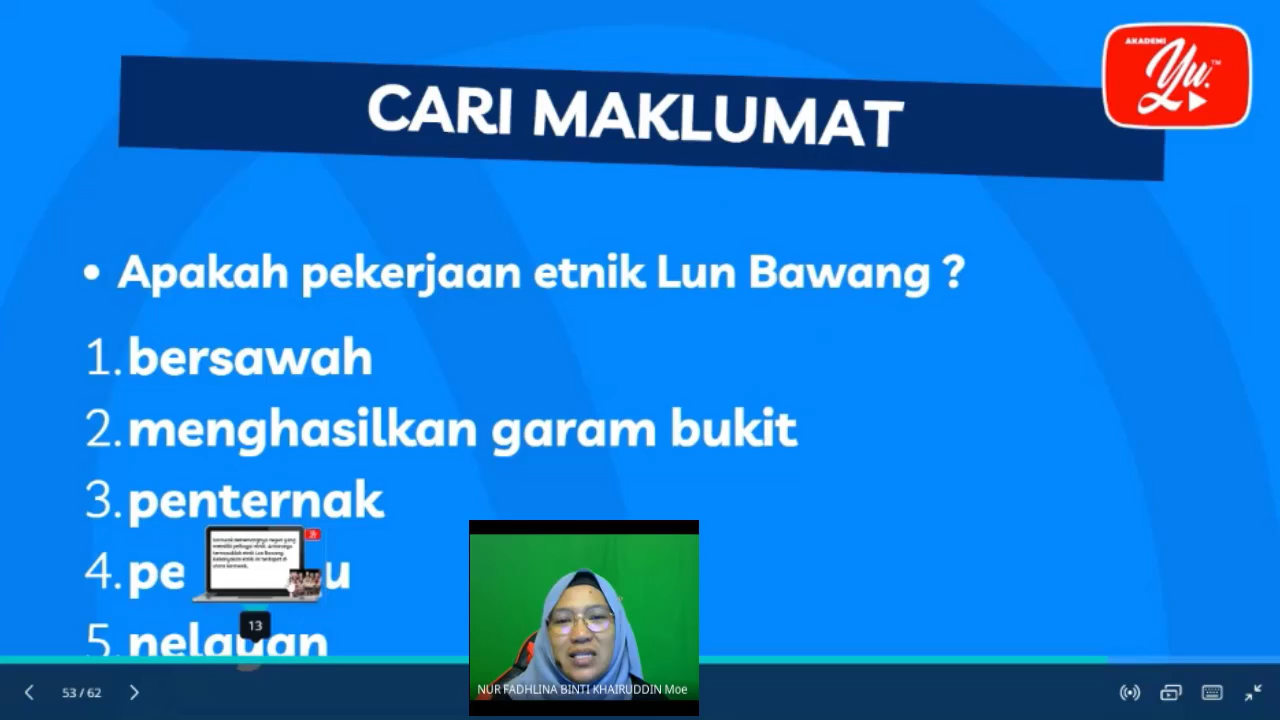 AKADEMI
Yu.
TM
CARI MAKLUMAT
• Apakah pekerjaan etnik Lun Bawang ?
1. bersawah
2. menghasilkan garam bukit
3. penternak
4. pe u
5. nelayan
13
NUR FADHLINA BINTI KHAIRUDDIN Moe
53 / 62